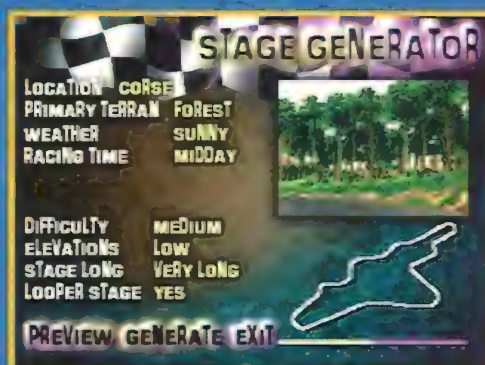 STAGE GENERATOR
LOCATION CORSE
PRIMARY TERRAN FOREST
WEATHER SUNNY
RACING TIME MIDDAY
DIFFICULTY MEDIUM
ELEVATIONS LOW
STAGE LONG VERY LONG
LOOPER STAGE YES
PREVIEW GENERATE EXIT